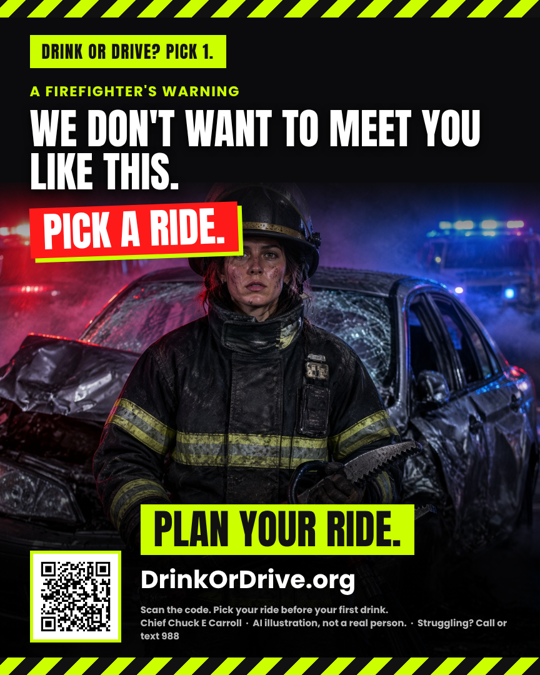 DRINK OR DRIVE? PICK 1.
A FIREFIGHTER'S WARNING
WE DON'T WANT TO MEET YOU
LIKE THIS.
PICK A RIDE.
PLAN YOUR RIDE.
DrinkOrDrive.org
Scan the code. Pick your ride before your first drink.
Chief Chuck E Carroll · AI illustration, not a real person. · Struggling? Call or
text 988